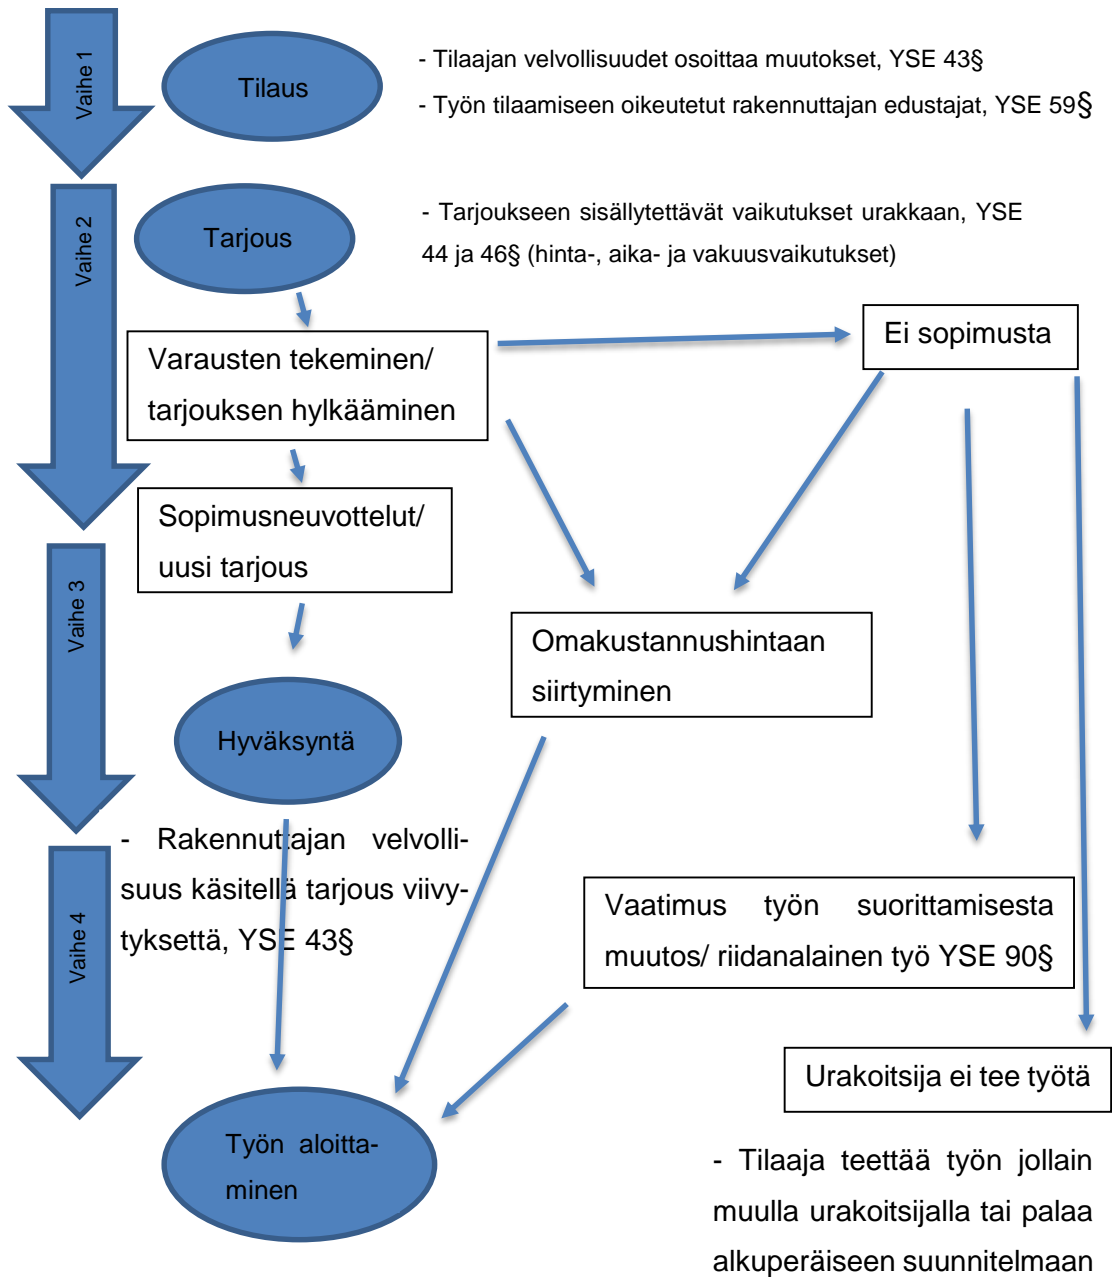 Vaihe 1
Tilaus
- Tilaajan velvollisuudet osoittaa muutokset, YSE 43§
- Työn tilaamiseen oikeutetut rakennuttajan edustajat, YSE 59§
Vaihe 2
Tarjous
- Tarjoukseen sisällytettävät vaikutukset urakkaan, YSE
44 ja 46§ (hinta-, aika- ja vakuusvaikutukset)
Varausten tekeminen/
tarjouksen hylkääminen
Ei sopimusta
Sopimusneuvottelut/
uusi tarjous
Vaihe 3
Omakustannushintaan
siirtyminen
Hyväksyntä
- Rakennuttajan velvolli-
suus käsitellä tarjous viivy-
tyksettä, YSE 43§
Vaihe 4
Vaatimus työn suorittamisesta
muutos/ riidanalainen työ YSE 90§
Urakoitsija ei tee työtä
Työn aloitta-
minen
- Tilaaja teettää työn jollain
muulla urakoitsijalla tai palaa
alkuperäiseen suunnitelmaan